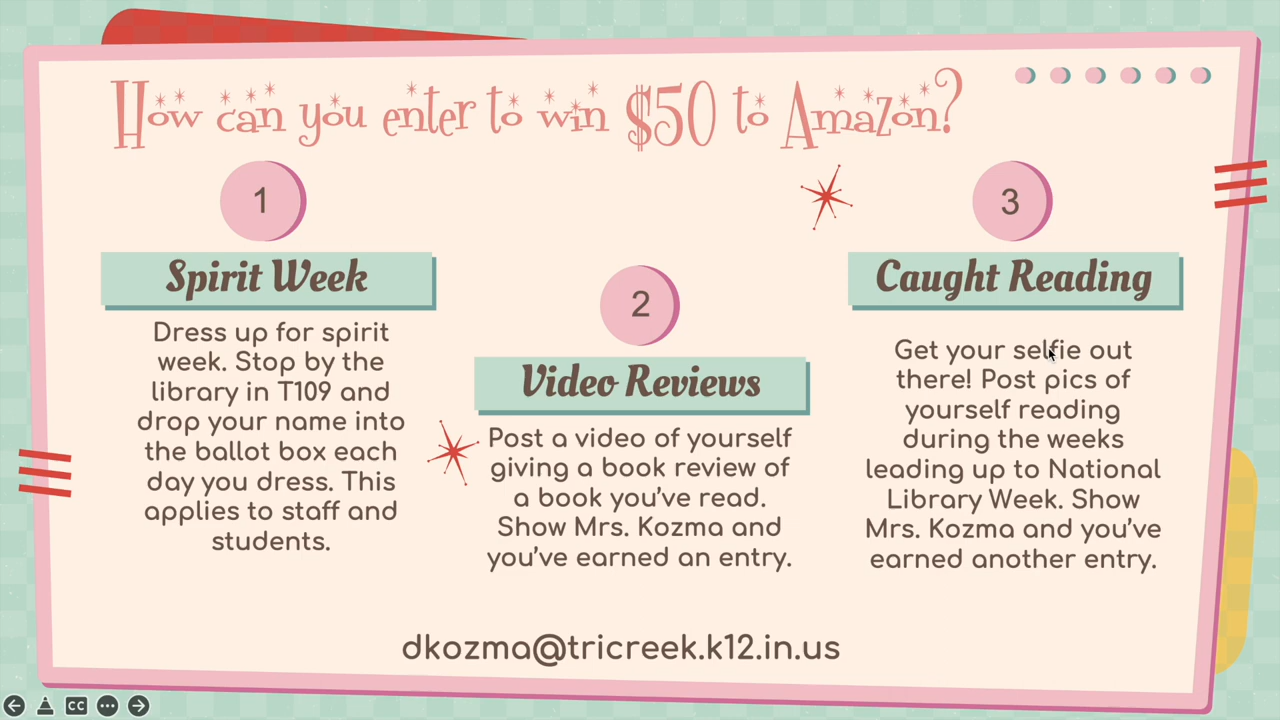 How can you enter to win $50 to Amazon?
1
Spirit Week
Dress up for spirit
week. Stop by the
library in T109 and
drop your name into
the ballot box each
day you dress. This
applies to staff and
students.
2
Video Reviews
Post a video of yourself
giving a book review of
a book you’ve read.
Show Mrs. Kozma and
you’ve earned an entry.
3
Caught Reading
Get your selfie out
there! Post pics of
yourself reading
during the weeks
leading up to National
Library Week. Show
Mrs. Kozma and you’ve
earned another entry.
dkozma@tricreek.k12.in.us
CC